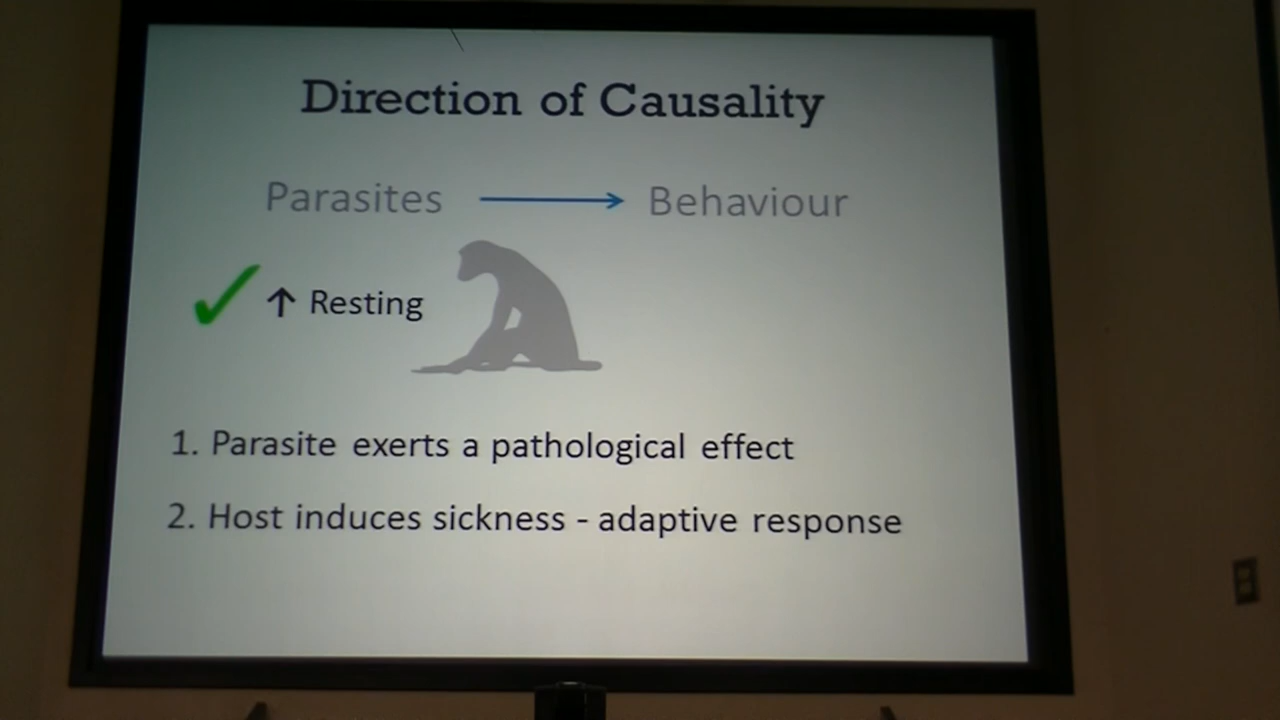 Direction of Causality
Parasites → Behaviour
↑ Resting
1. Parasite exerts a pathological effect
2. Host induces sickness - adaptive response